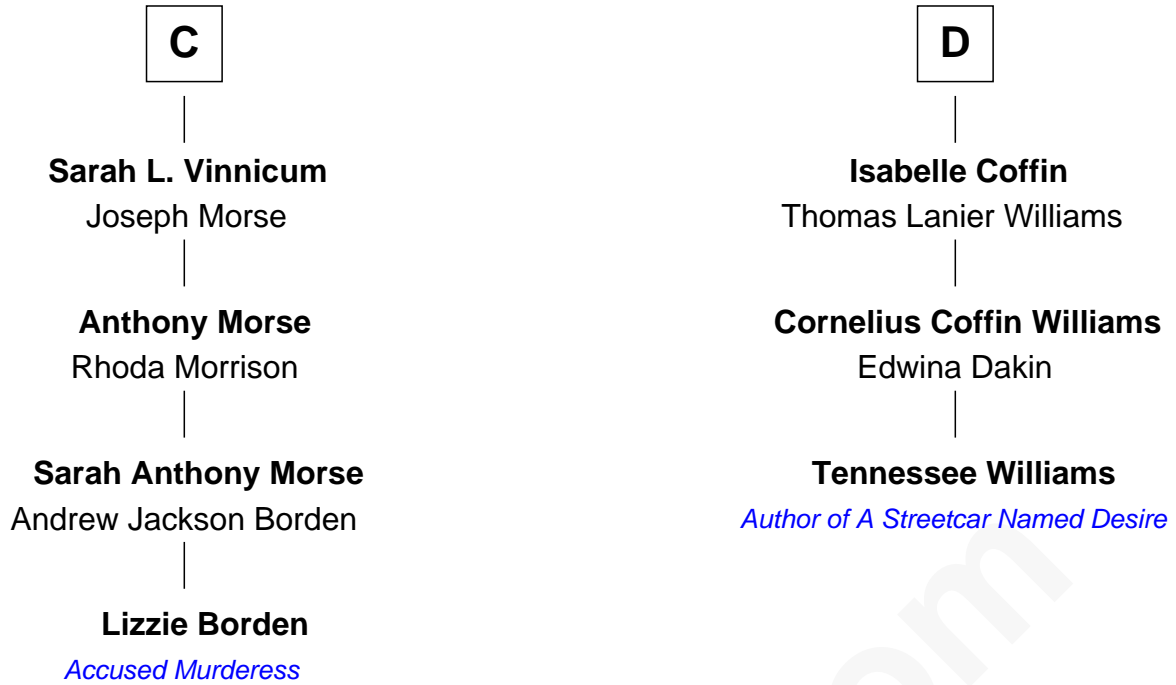 C
Sarah L. Vinnicum
Joseph Morse
Anthony Morse
Rhoda Morrison
Sarah Anthony Morse
Andrew Jackson Borden
Lizzie Borden
Accused Murderess
D
Isabelle Coffin
Thomas Lanier Williams
Cornelius Coffin Williams
Edwina Dakin
Tennessee Williams
Author of A Streetcar Named Desire
om